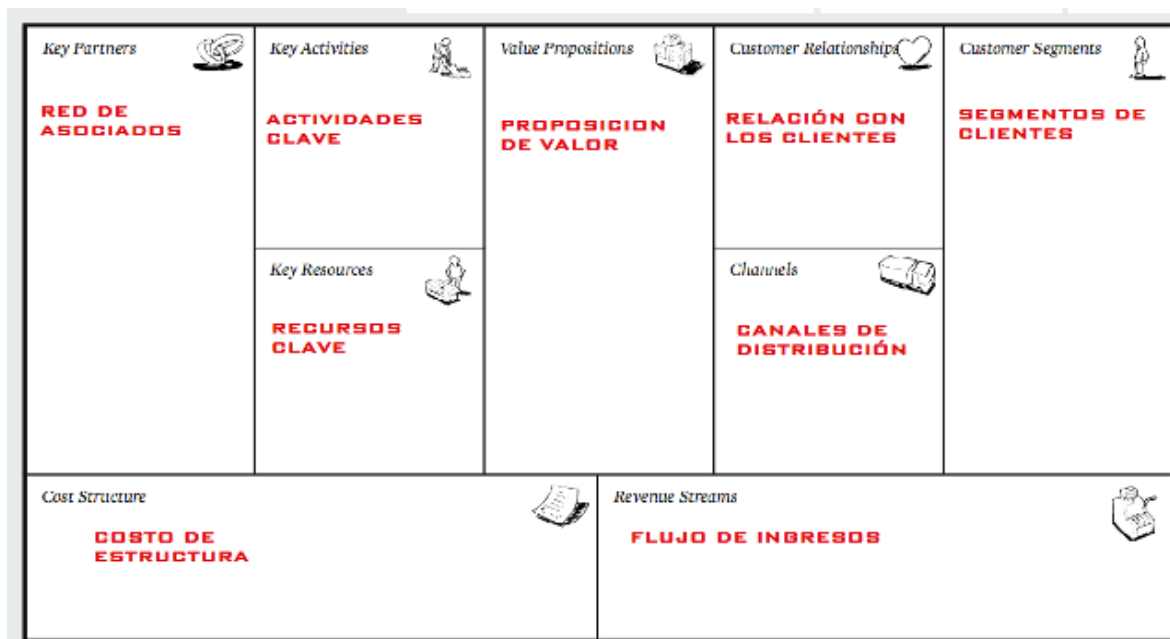 Key Partners
RED DE
ASOCIADOS
Key Activities
ACTIVIDADES
CLAVE
Key Resources
RECURSOS
CLAVE
Value Propositions
PROPOSICION
DE VALOR
Customer Relationships
RELACIÓN CON
LOS CLIENTES
Channels
CANALES DE
DISTRIBUCIÓN
Customer Segments
SEGMENTOS DE
CLIENTES
Cost Structure
COSTO DE
ESTRUCTURA
Revenue Streams
FLUJO DE INGRESOS